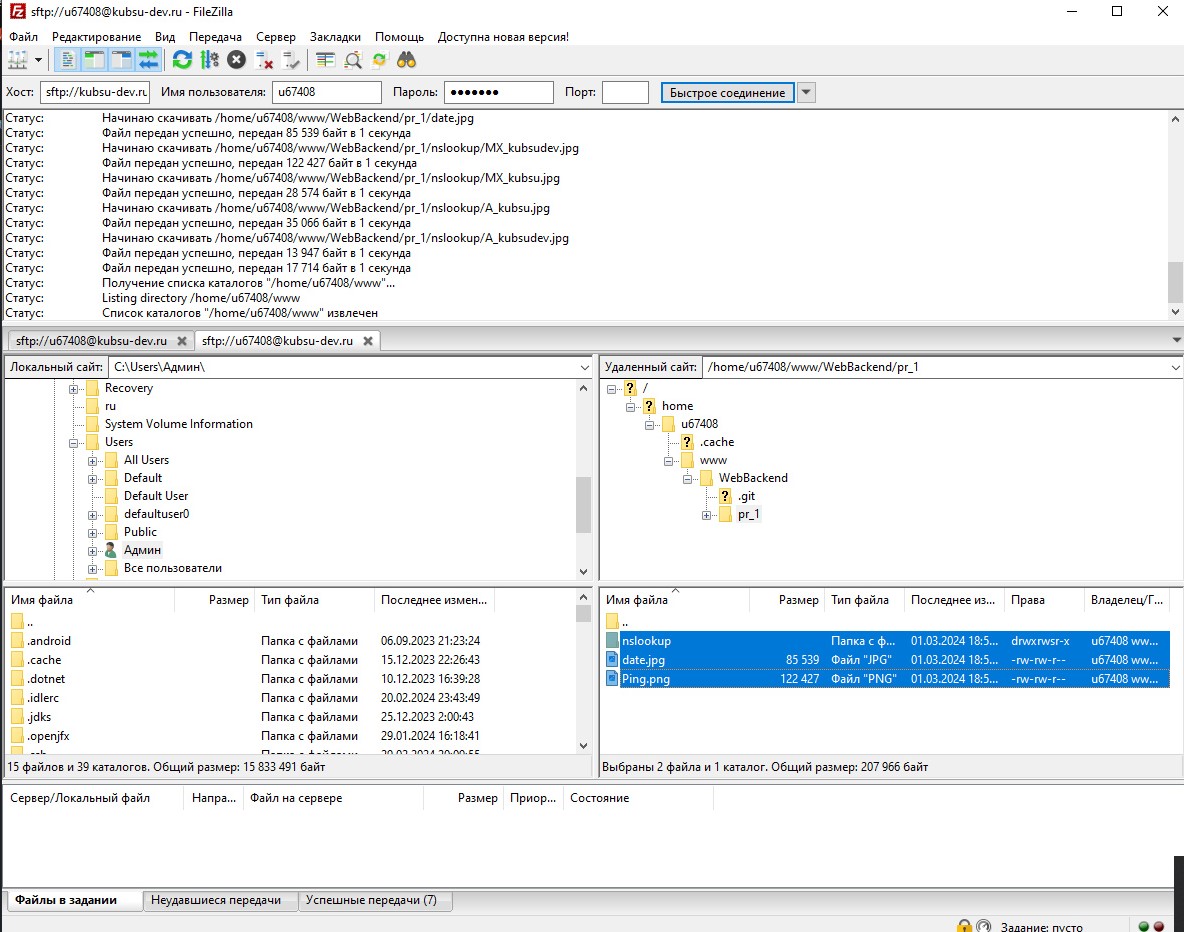 sftp://u67408@kubsu-dev.ru - FileZilla
Файл Редактирование Вид Передача Сервер Закладки Помощь Доступна новая версия!
Хост: sftp://kubsu-dev.ru Имя пользователя: u67408 Пароль: ●●●●●●● Порт: Быстрое соединение
Статус: Начинаю скачивать /home/u67408/www/WebBackend/pr_1/date.jpg
Статус: Файл передан успешно, передан 85 539 байт в 1 секунда
Статус: Начинаю скачивать /home/u67408/www/WebBackend/pr_1/nslookup/MX_kubsudev.jpg
Статус: Файл передан успешно, передан 122 427 байт в 1 секунда
Статус: Начинаю скачивать /home/u67408/www/WebBackend/pr_1/nslookup/MX_kubsu.jpg
Статус: Файл передан успешно, передан 28 574 байт в 1 секунда
Статус: Начинаю скачивать /home/u67408/www/WebBackend/pr_1/nslookup/A_kubsu.jpg
Статус: Файл передан успешно, передан 35 066 байт в 1 секунда
Статус: Начинаю скачивать /home/u67408/www/WebBackend/pr_1/nslookup/A_kubsudev.jpg
Статус: Файл передан успешно, передан 13 947 байт в 1 секунда
Статус: Файл передан успешно, передан 17 714 байт в 1 секунда
Статус: Получение списка каталогов "/home/u67408/www"...
Статус: Listing directory /home/u67408/www
Статус: Список каталогов "/home/u67408/www" извлечен
sftp://u67408@kubsu-dev.ru sftp://u67408@kubsu-dev.ru
Локальный сайт: C:\Users\Админ\
Recovery
ru
System Volume Information
Users
All Users
Default
Default User
defaultuser0
Public
Админ
Все пользователи
Удаленный сайт: /home/u67408/www/WebBackend/pr_1
/
home
u67408
.cache
www
WebBackend
.git
pr_1
Имя файла Размер Тип файла Последнее измен...
..
.android Папка с файлами 06.09.2023 21:23:24
.cache Папка с файлами 15.12.2023 22:26:43
.dotnet Папка с файлами 10.12.2023 16:39:28
.idlerc Папка с файлами 20.02.2024 23:43:49
.jdks Папка с файлами 25.12.2023 2:00:43
.openjfx Папка с файлами 29.01.2024 16:18:41
15 файлов и 39 каталогов. Общий размер: 15 833 491 байт
Имя файла Размер Тип файла Последнее из... Права Владелец/Г...
..
nslookup Папка с ф... 01.03.2024 18:5... drwxrwsr-x u67408 ww...
date.jpg 85 539 Файл "JPG" 01.03.2024 18:5... -rw-rw-r-- u67408 ww...
Ping.png 122 427 Файл "PNG" 01.03.2024 18:5... -rw-rw-r-- u67408 ww...
Выбраны 2 файла и 1 каталог. Общий размер: 207 966 байт
Сервер/Локальный файл Напра... Файл на сервере Размер Приор... Состояние
Файлы в задании Неудавшиеся передачи Успешные передачи (7)
Задание: пусто